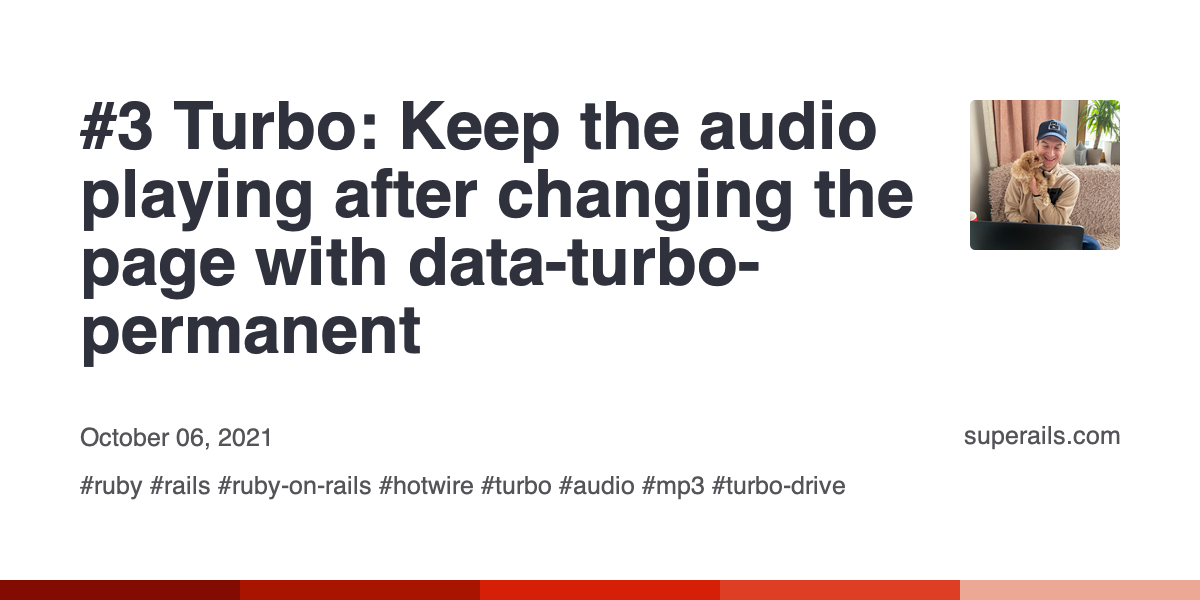 #3 Turbo: Keep the audio
playing after changing the
page with data-turbo-
permanent
October 06, 2021
superails.com
#ruby #rails #ruby-on-rails #hotwire #turbo #audio #mp3 #turbo-drive